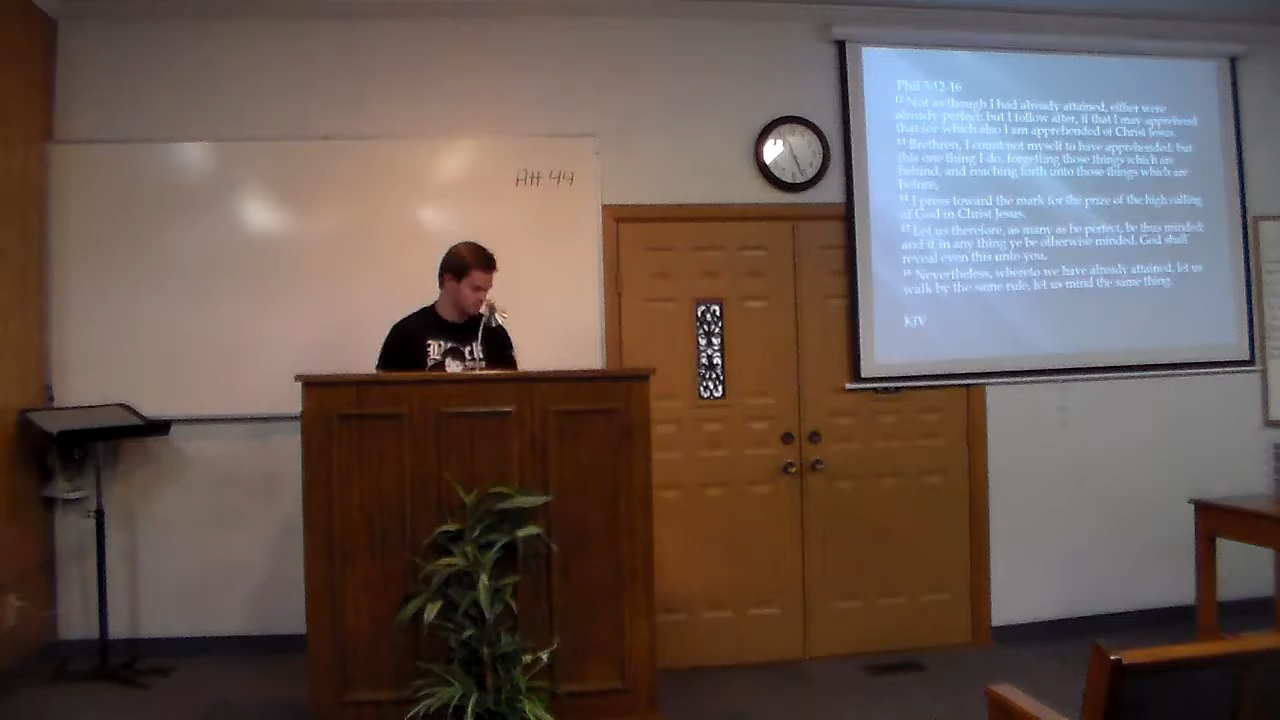 AH 44
Phil 3:12-16
12 Not as though I had already attained, either were
already perfect: but I follow after, if that I may apprehend
that for which also I am apprehended of Christ Jesus.
13 Brethren, I count not myself to have apprehended: but
this one thing I do, forgetting those things which are
behind, and reaching forth unto those things which are
before,
14 I press toward the mark for the prize of the high calling
of God in Christ Jesus.
15 Let us therefore, as many as be perfect, be thus minded:
and if in any thing ye be otherwise minded, God shall
reveal even this unto you.
16 Nevertheless, whereto we have already attained, let us
walk by the same rule, let us mind the same thing.
KJV